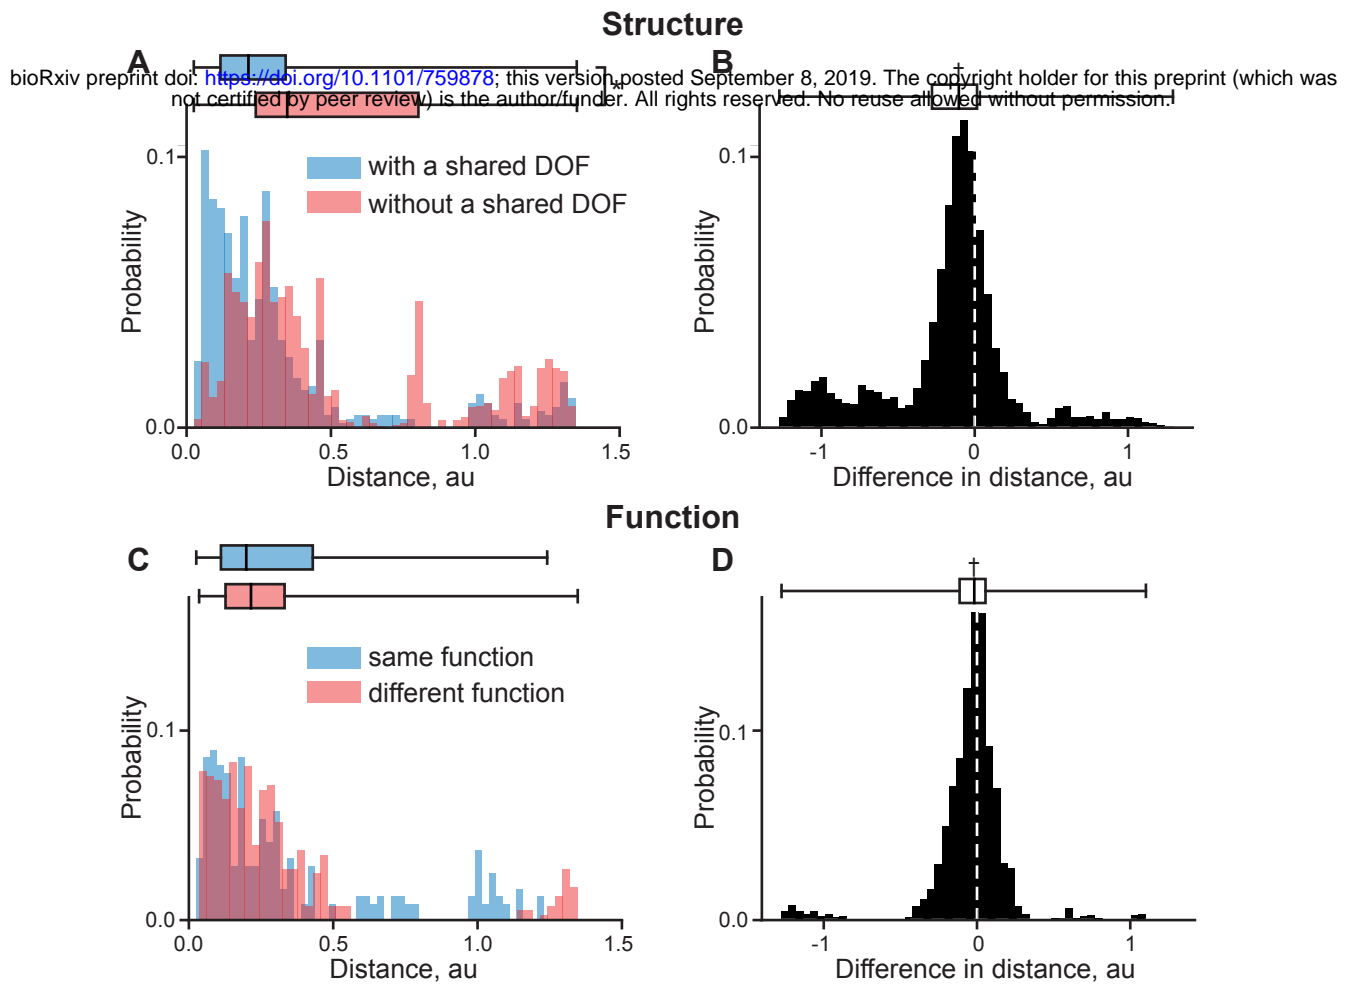 Structure
A
B
bioRxiv preprint doi: https://doi.org/10.1101/759878; this version posted September 8, 2019. The copyright holder for this preprint (which was
not certified by peer review) is the author/funder. All rights reserved. No reuse allowed without permission.
*
†
with a shared DOF
without a shared DOF
0.1
0.0
Probability
0.0 0.5 1.0 1.5
Distance, au
0.1
0.0
Probability
-1 0 1
Difference in distance, au
Function
C
D
†
same function
different function
0.1
0.0
Probability
0.0 0.5 1.0 1.5
Distance, au
0.1
0.0
Probability
-1 0 1
Difference in distance, au